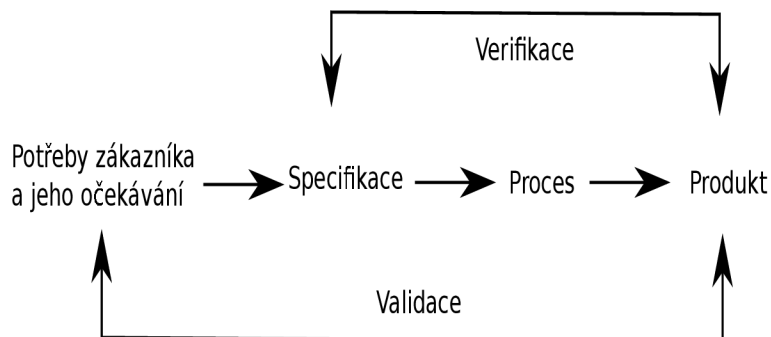 Verifikace
Potřeby zákazníka
a jeho očekávání
Specifikace
Proces
Produkt
Validace